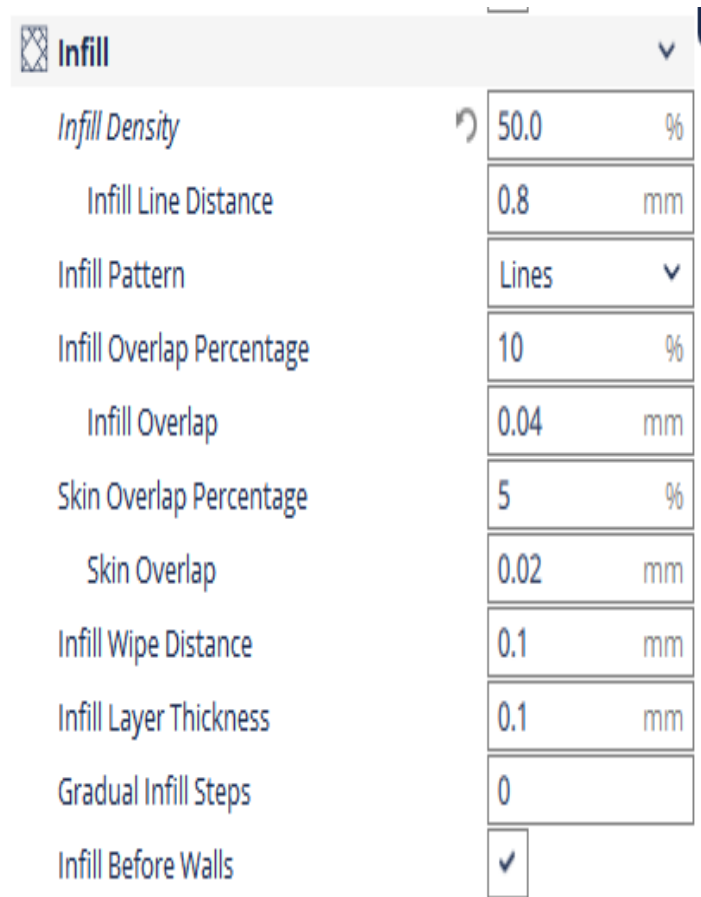 Infill
Infill Density 50.0 %
Infill Line Distance 0.8 mm
Infill Pattern Lines
Infill Overlap Percentage 10 %
Infill Overlap 0.04 mm
Skin Overlap Percentage 5 %
Skin Overlap 0.02 mm
Infill Wipe Distance 0.1 mm
Infill Layer Thickness 0.1 mm
Gradual Infill Steps 0
Infill Before Walls